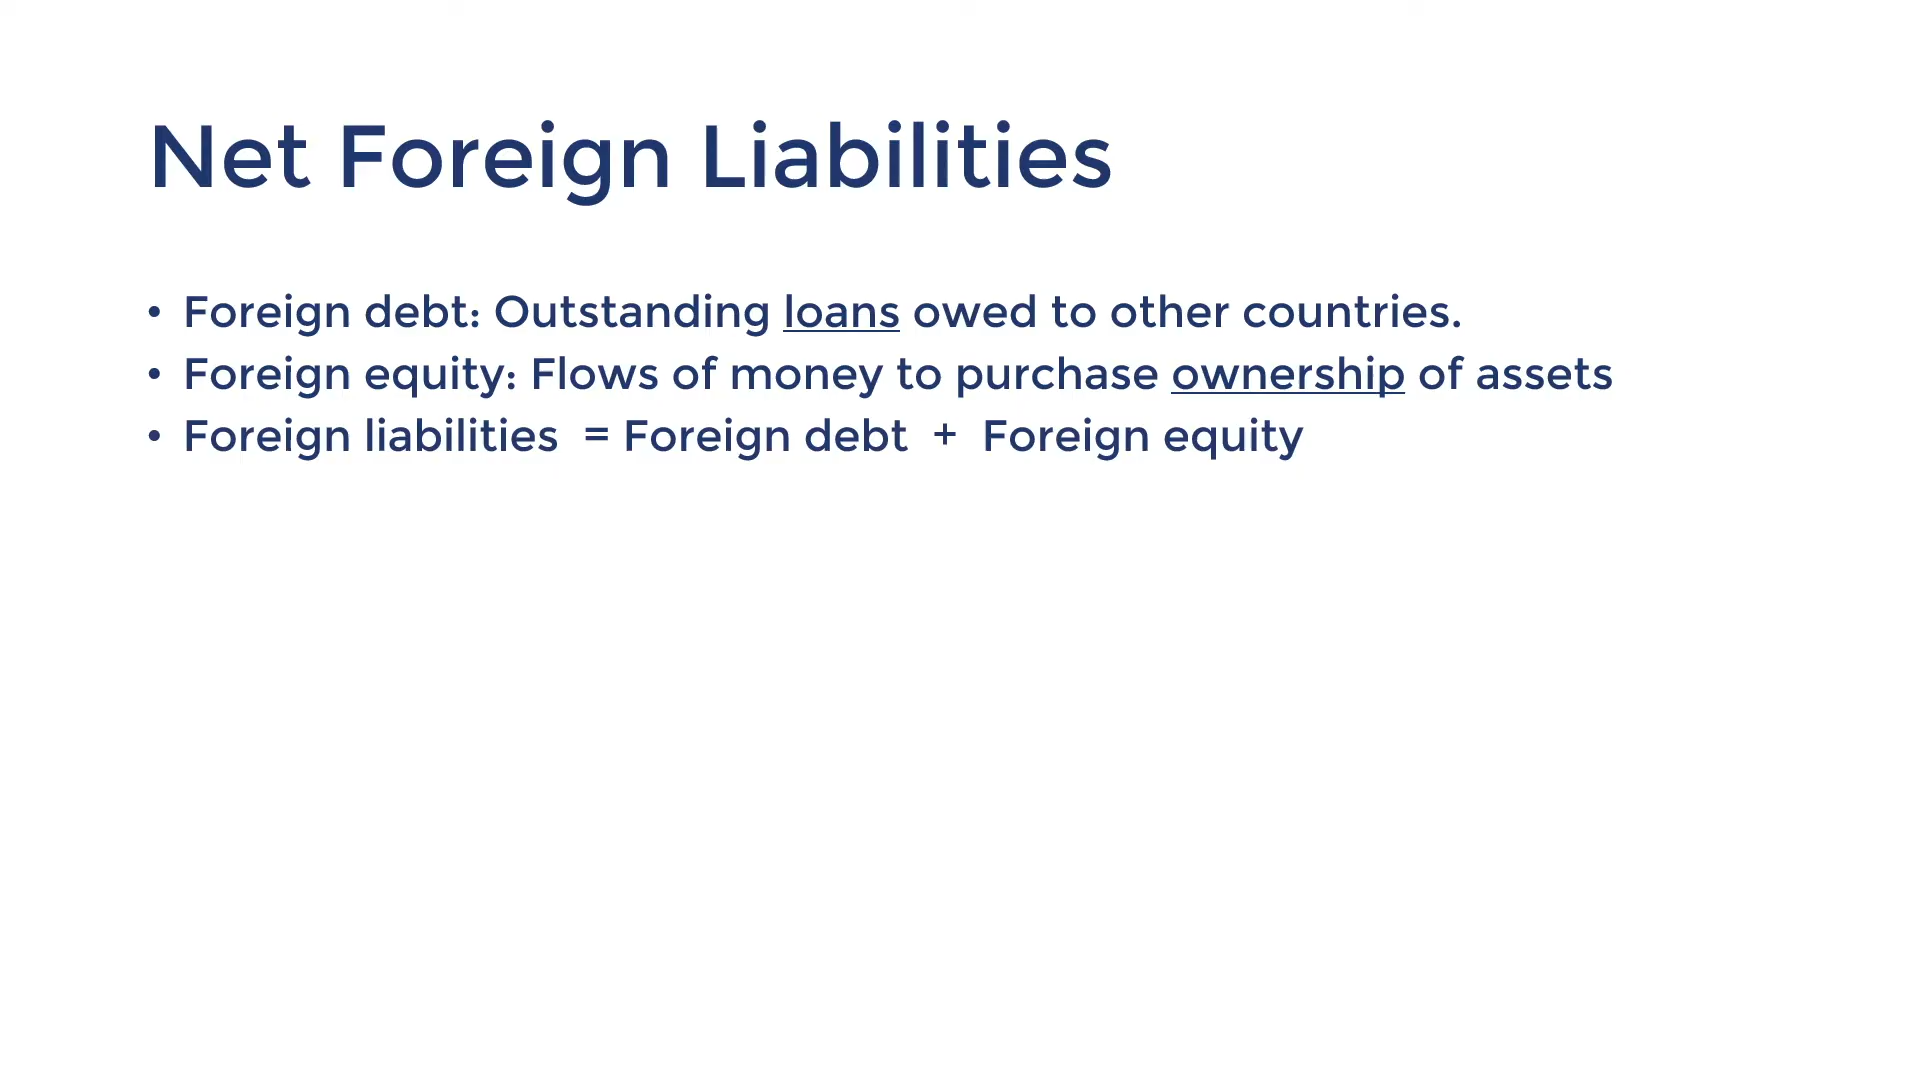 Net Foreign Liabilities
• Foreign debt: Outstanding loans owed to other countries.
• Foreign equity: Flows of money to purchase ownership of assets
• Foreign liabilities = Foreign debt + Foreign equity